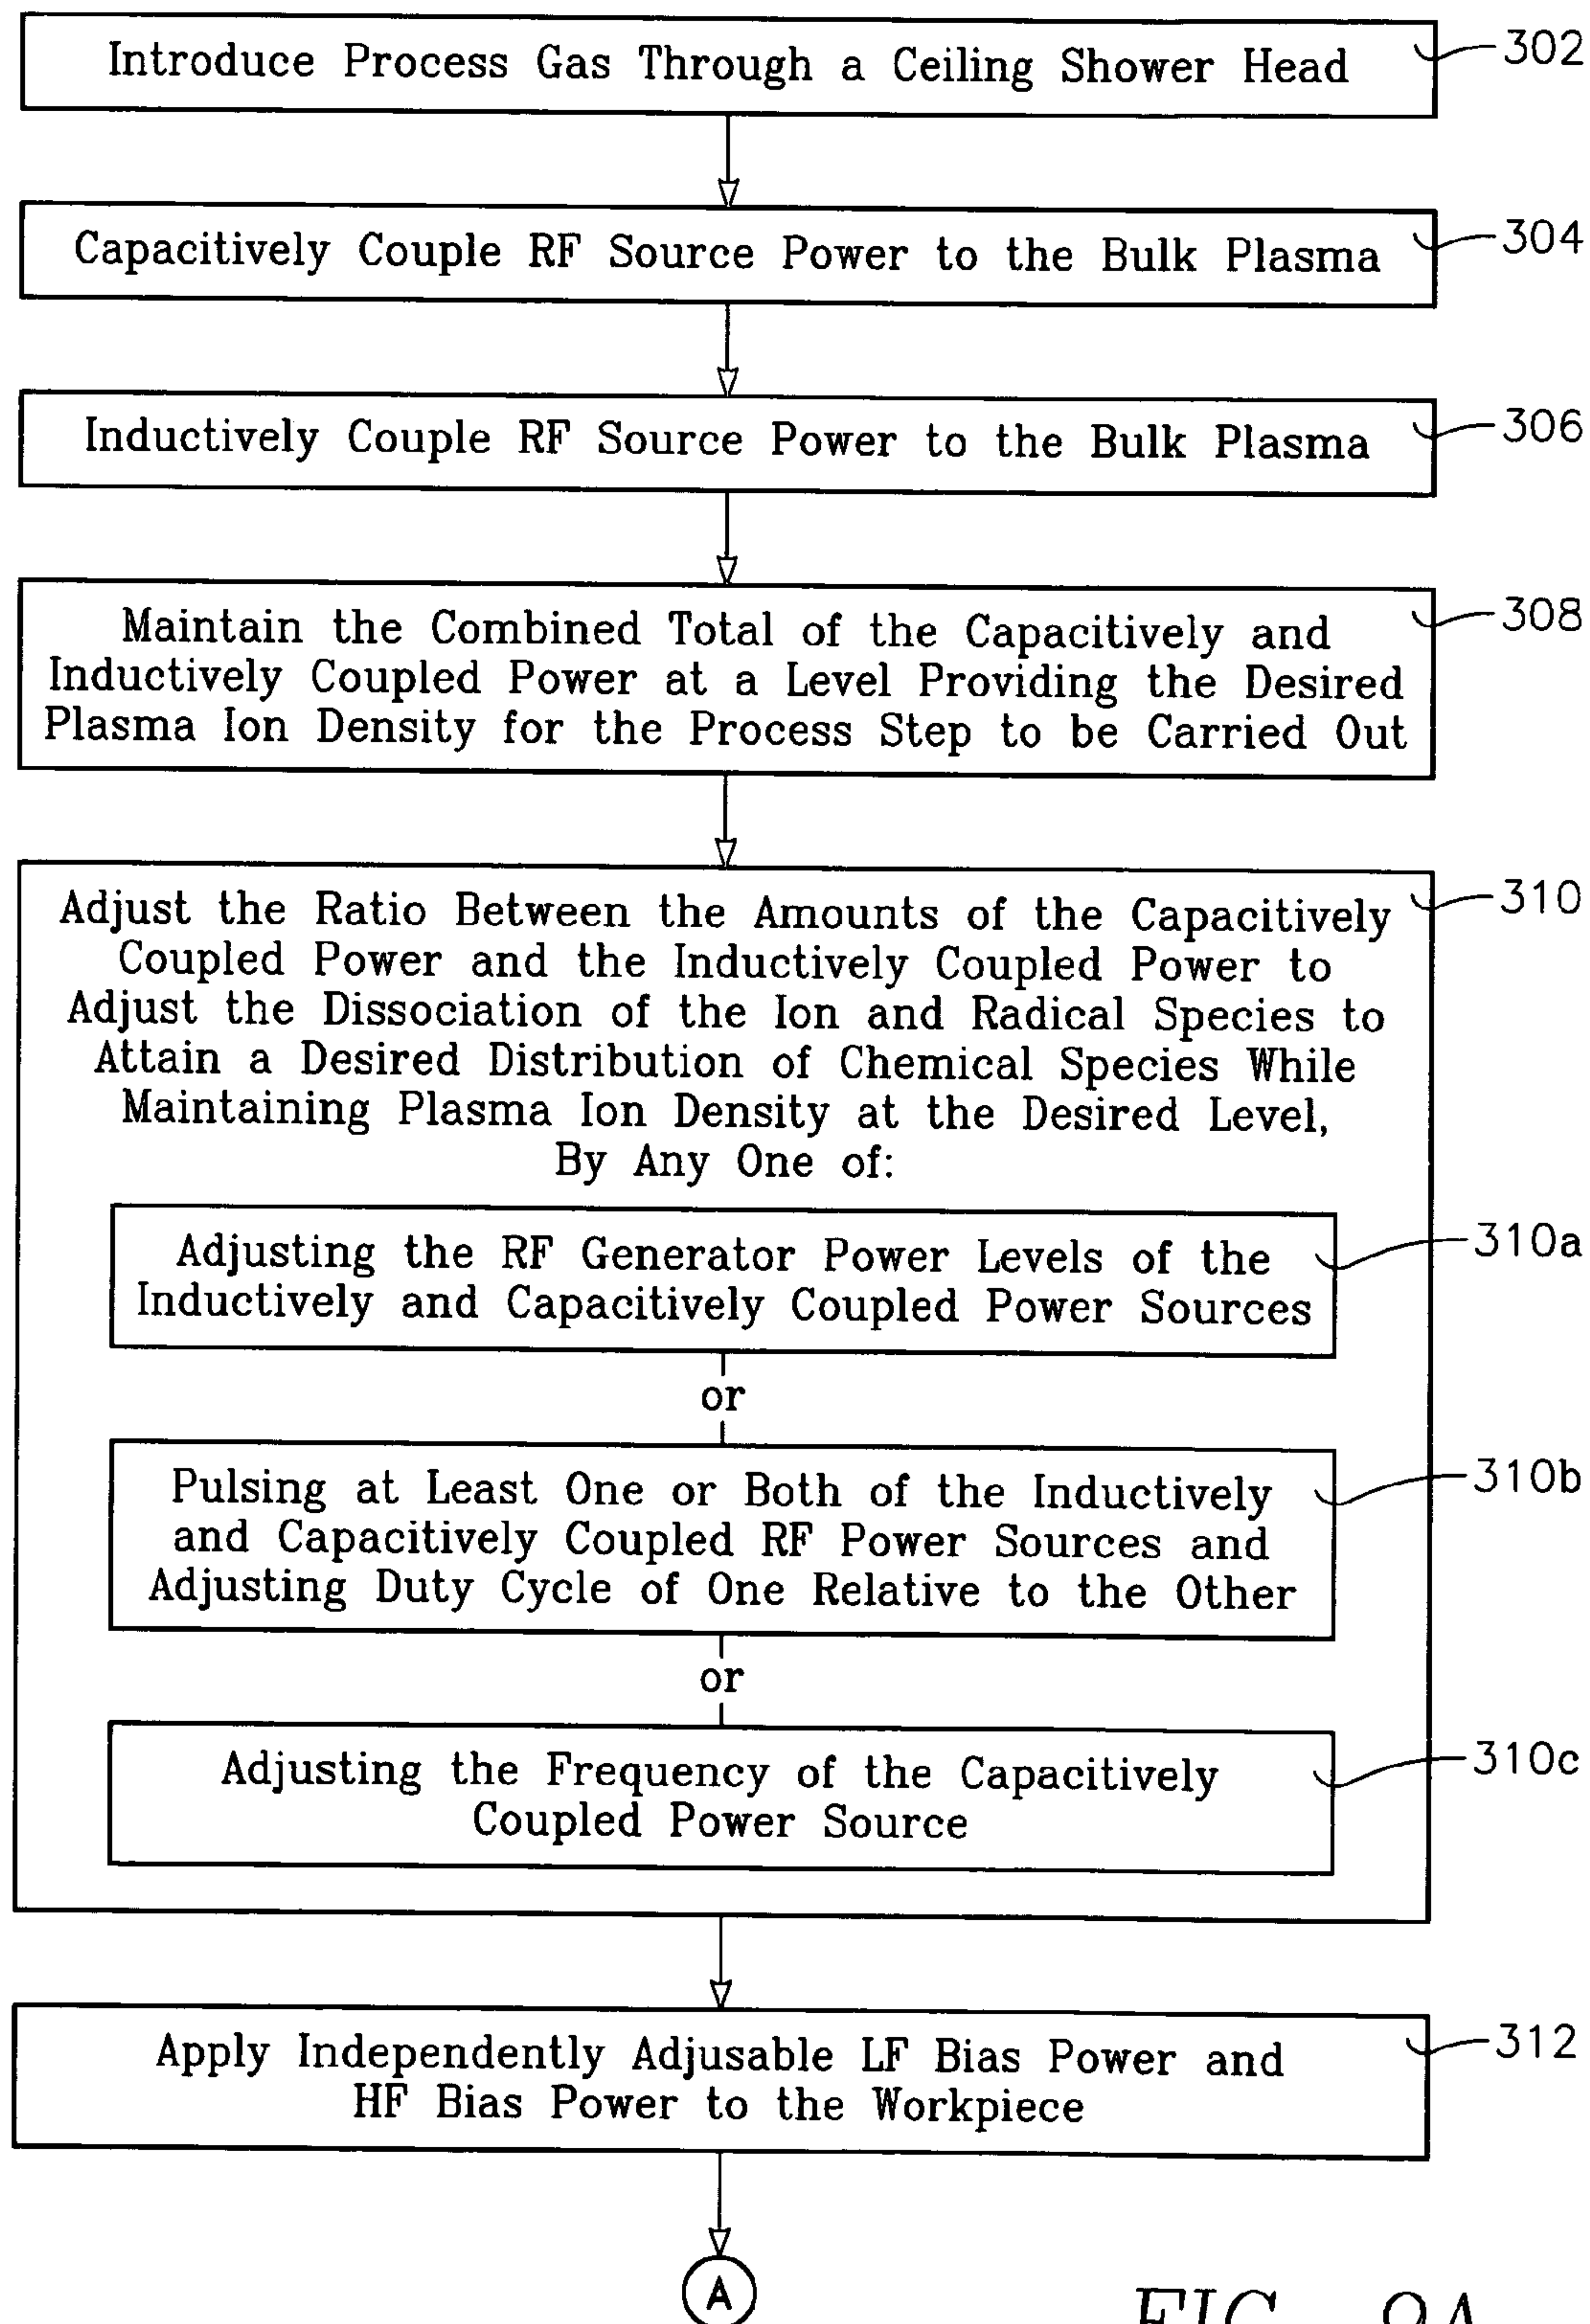 Introduce Process Gas Through a Ceiling Shower Head
302
Capacitively Couple RF Source Power to the Bulk Plasma
304
Inductively Couple RF Source Power to the Bulk Plasma
306
Maintain the Combined Total of the Capacitively and
Inductively Coupled Power at a Level Providing the Desired
Plasma Ion Density for the Process Step to be Carried Out
308
Adjust the Ratio Between the Amounts of the Capacitively
Coupled Power and the Inductively Coupled Power to
Adjust the Dissociation of the Ion and Radical Species to
Attain a Desired Distribution of Chemical Species While
Maintaining Plasma Ion Density at the Desired Level,
By Any One of:
310
Adjusting the RF Generator Power Levels of the
Inductively and Capacitively Coupled Power Sources
310a
or
Pulsing at Least One or Both of the Inductively
and Capacitively Coupled RF Power Sources and
Adjusting Duty Cycle of One Relative to the Other
310b
or
Adjusting the Frequency of the Capacitively
Coupled Power Source
310c
Apply Independently Adjusable LF Bias Power and
HF Bias Power to the Workpiece
312
A
FIG. 9A